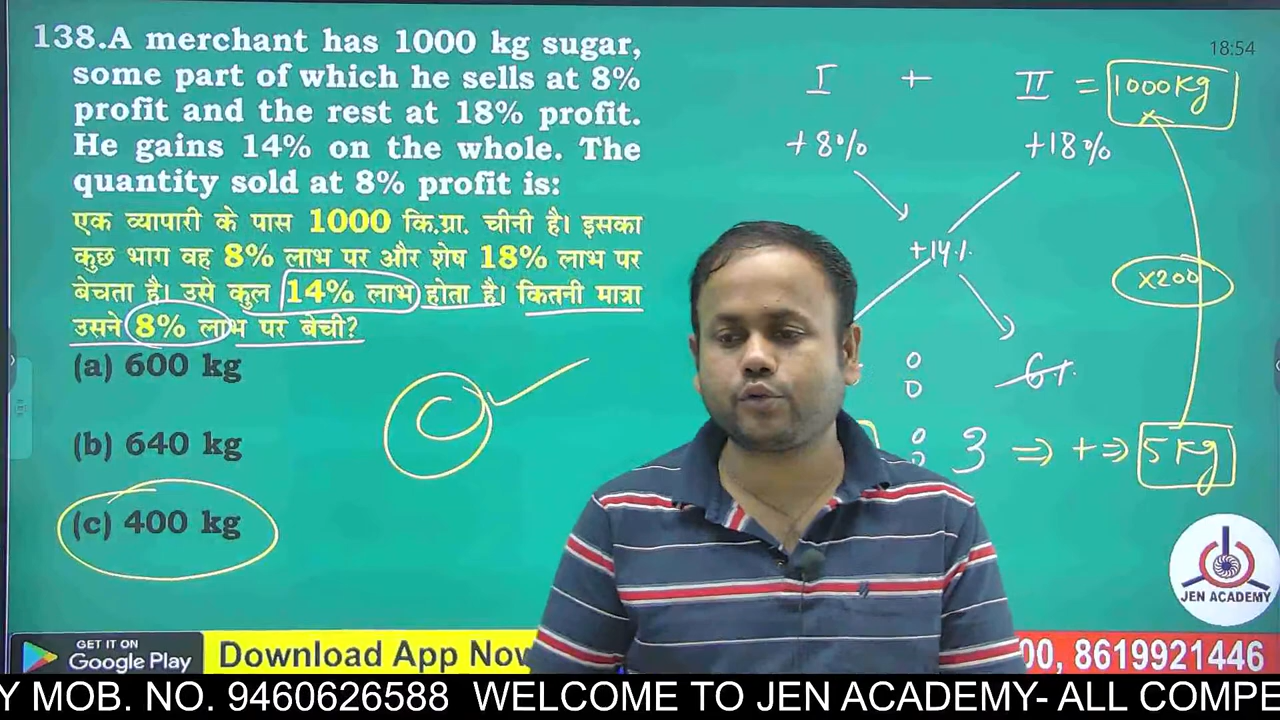 138.A merchant has 1000 kg sugar,
some part of which he sells at 8%
profit and the rest at 18% profit.
He gains 14% on the whole. The
quantity sold at 8% profit is:
एक व्यापारी के पास 1000 कि.ग्रा. चीनी है। इसका
कुछ भाग वह 8% लाभ पर और शेष 18% लाभ पर
बेचता है। उसे कुल 14% लाभ होता है। कितनी मात्रा
उसने 8% लाभ पर बेची?
(a) 600 kg
(b) 640 kg
(c) 400 kg
18:54
I + II = 1000kg
+8% +18%
+14%
×200
: 6%
: 3 ⇒ + ⇒ 5kg
JEN ACADEMY
GET IT ON
Google Play
Download App Now
00, 8619921446
Y MOB. NO. 9460626588 WELCOME TO JEN ACADEMY- ALL COMPE